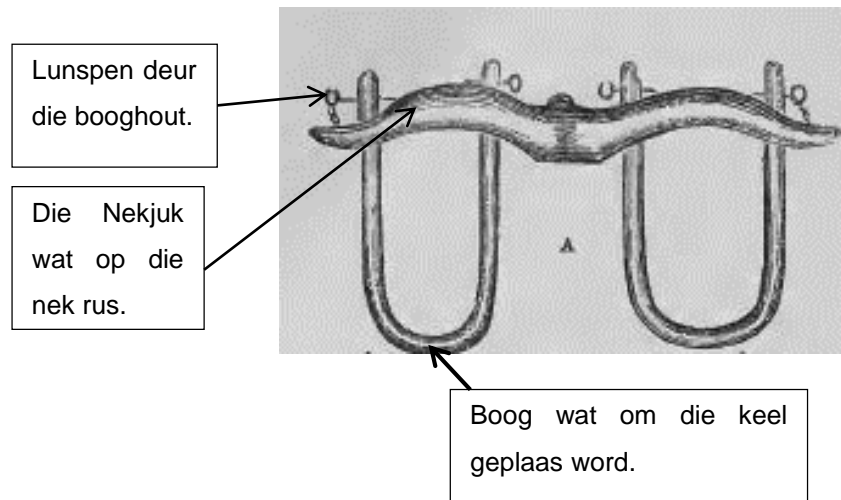 Lunspen deur
die booghout.
Die Nekjuk
wat op die
nek rus.
A
Boog wat om die keel
geplaas word.